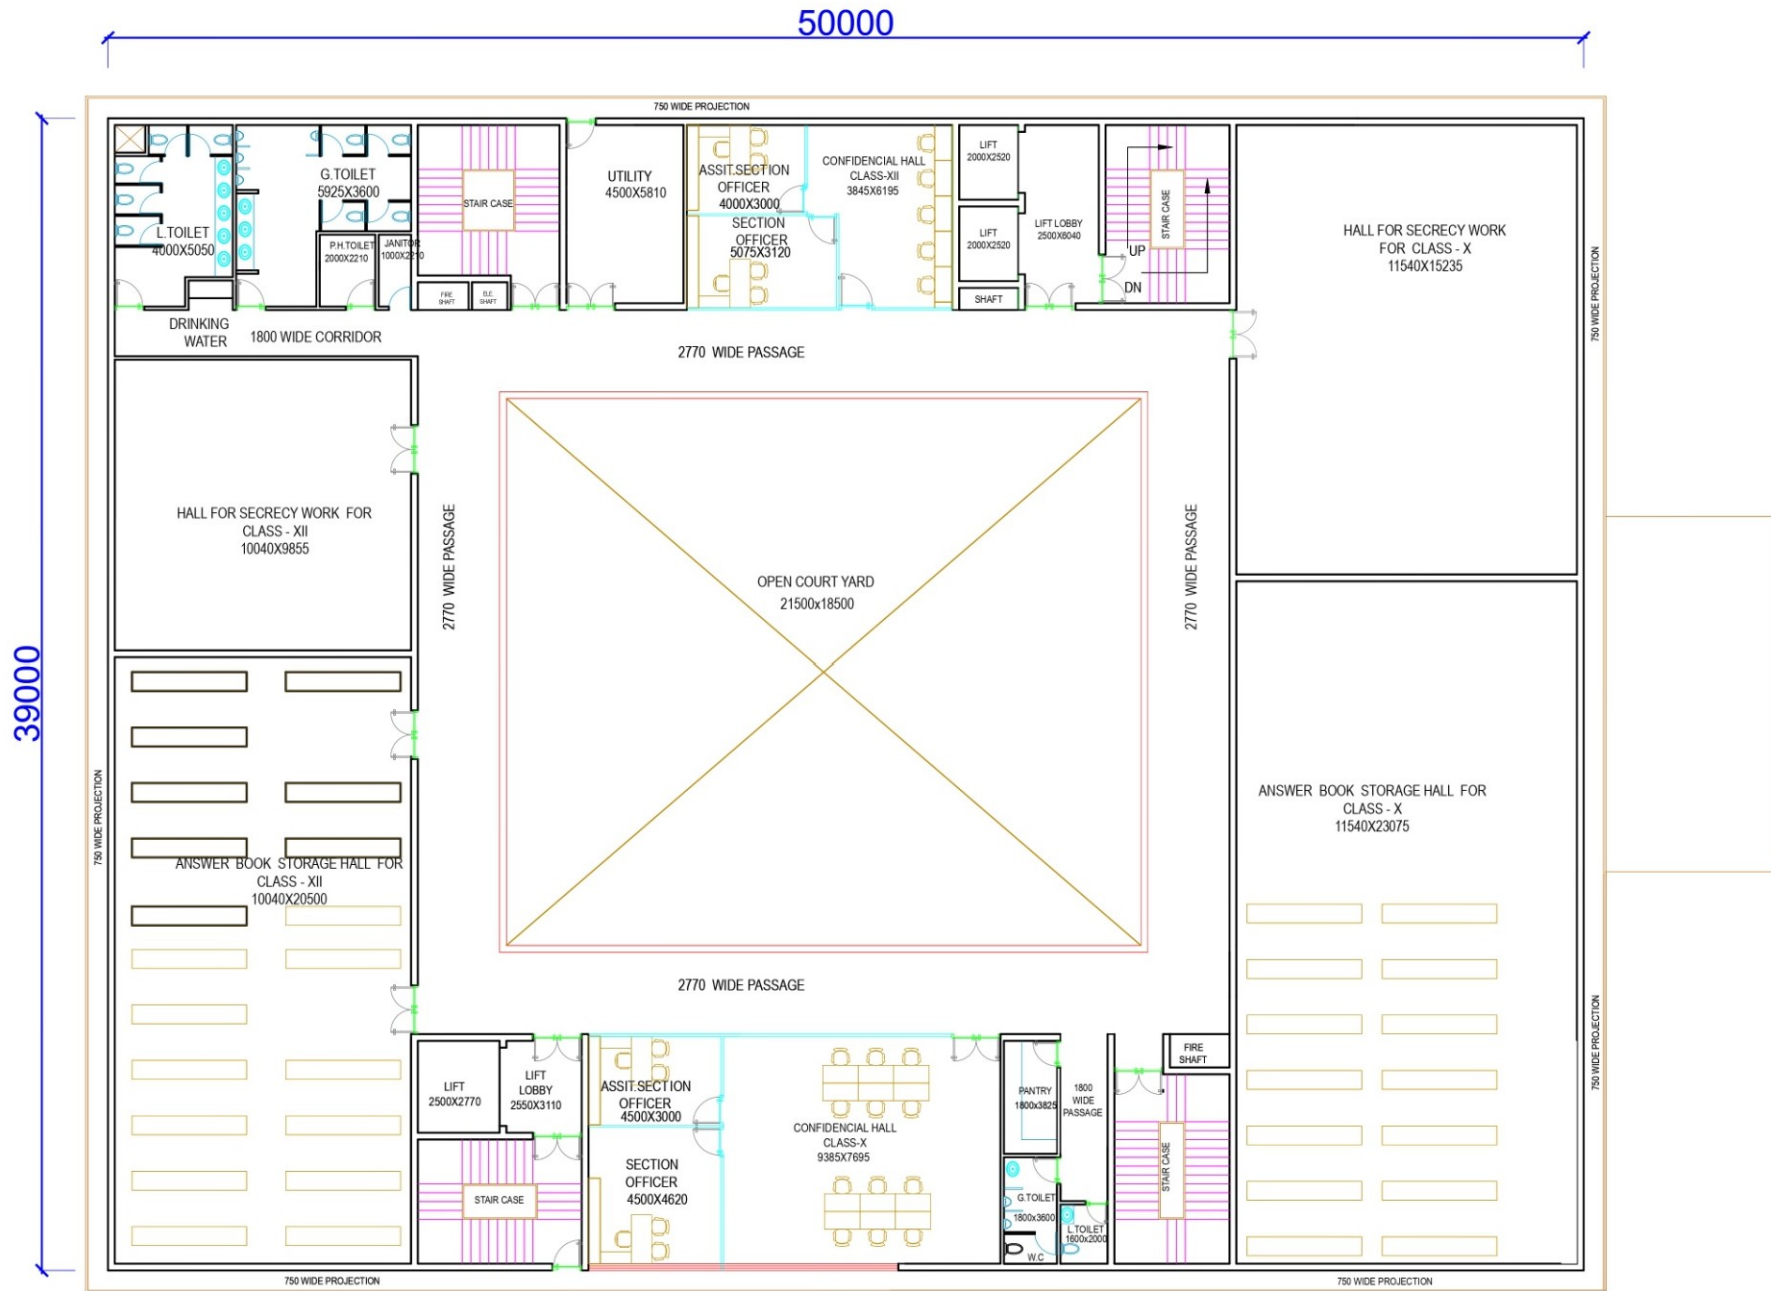 50000
39000
750 WIDE PROJECTION
L.TOILET
4000X5050
G.TOILET
5925X3600
P.H.TOILET
2000X2210
JANITOR
1000X2210
STAIR CASE
FIRE
SHAFT
ELE.
SHAFT
UTILITY
4500X5810
ASSIT.SECTION
OFFICER
4000X3000
SECTION
OFFICER
5075X3120
CONFIDENCIAL HALL
CLASS-XII
3845X6195
LIFT
2000X2520
LIFT
2000X2520
SHAFT
LIFT LOBBY
2500X6040
STAIR CASE
UP
DN
HALL FOR SECRECY WORK
FOR CLASS - X
11540X15235
750 WIDE PROJECTION
DRINKING
WATER
1800 WIDE CORRIDOR
2770 WIDE PASSAGE
HALL FOR SECRECY WORK FOR
CLASS - XII
10040X9855
2770 WIDE PASSAGE
OPEN COURT YARD
21500x18500
2770 WIDE PASSAGE
750 WIDE PROJECTION
ANSWER BOOK STORAGE HALL FOR
CLASS - XII
10040X20500
ANSWER BOOK STORAGE HALL FOR
CLASS - X
11540X23075
2770 WIDE PASSAGE
750 WIDE PROJECTION
LIFT
2500X2770
LIFT
LOBBY
2550X3110
STAIR CASE
ASSIT.SECTION
OFFICER
4500X3000
SECTION
OFFICER
4500X4620
CONFIDENCIAL HALL
CLASS-X
9385X7695
PANTRY
1800x3825
1800
WIDE
PASSAGE
FIRE
SHAFT
STAIR CASE
G.TOILET
1800x3600
W.C
L.TOILET
1600x2000
750 WIDE PROJECTION
750 WIDE PROJECTION